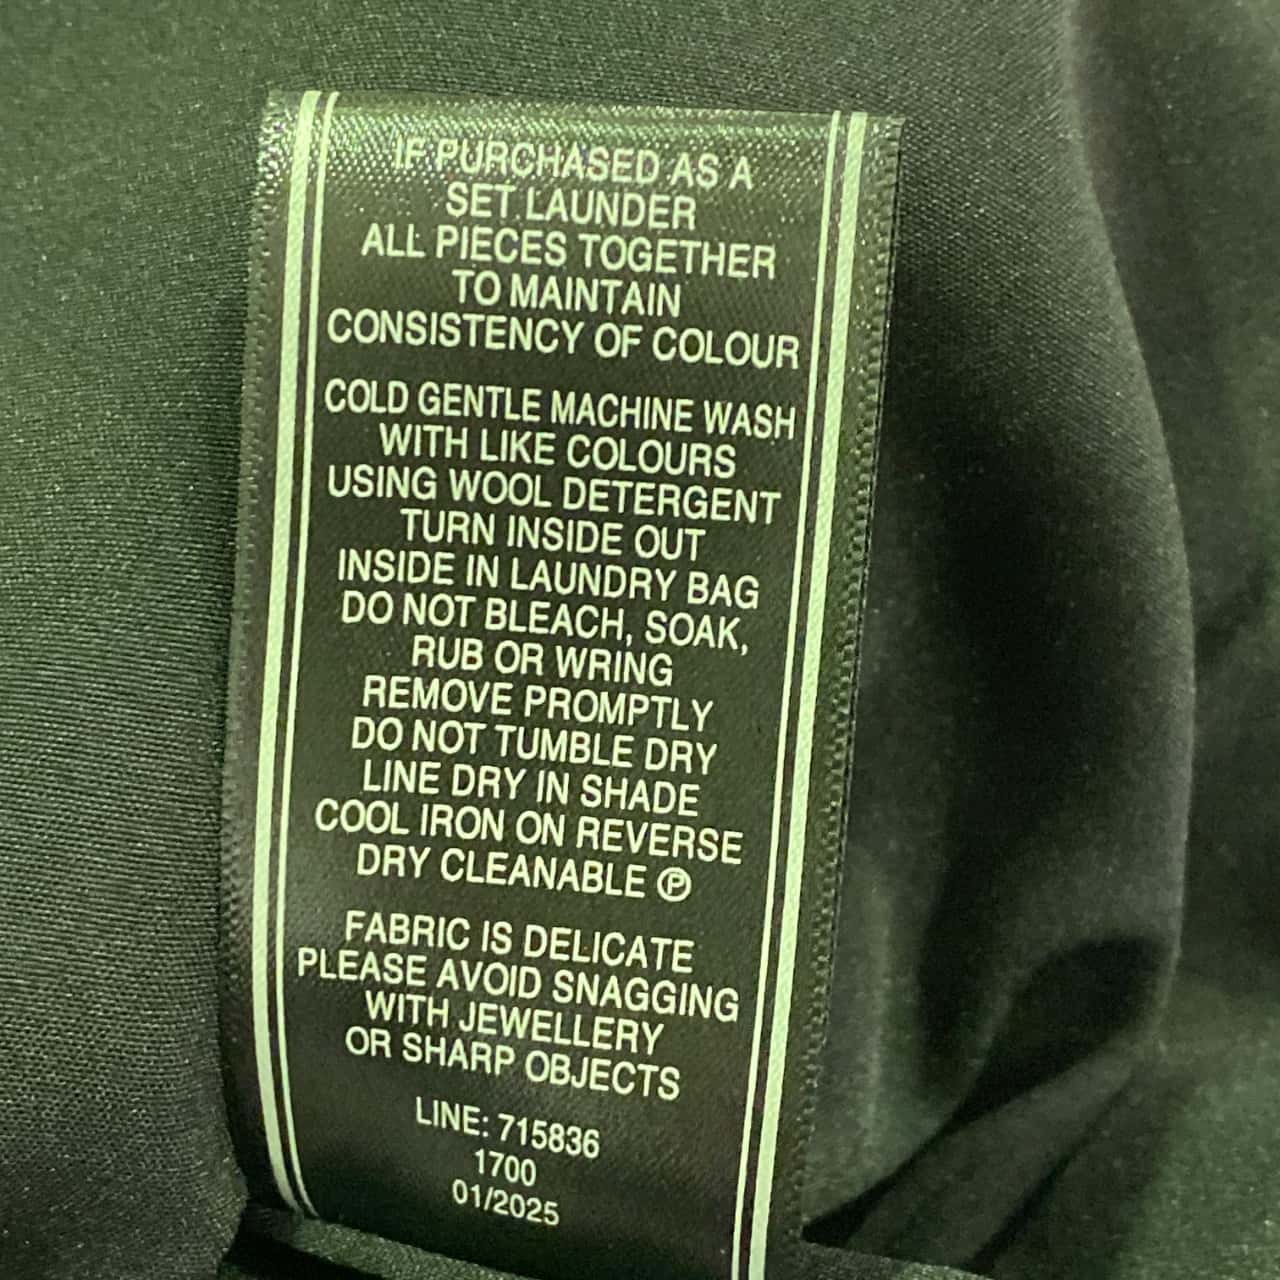 IF PURCHASED AS A
SET LAUNDER
ALL PIECES TOGETHER
TO MAINTAIN
CONSISTENCY OF COLOUR
COLD GENTLE MACHINE WASH
WITH LIKE COLOURS
USING WOOL DETERGENT
TURN INSIDE OUT
INSIDE IN LAUNDRY BAG
DO NOT BLEACH, SOAK,
RUB OR WRING
REMOVE PROMPTLY
DO NOT TUMBLE DRY
LINE DRY IN SHADE
COOL IRON ON REVERSE
DRY CLEANABLE Ⓟ
FABRIC IS DELICATE
PLEASE AVOID SNAGGING
WITH JEWELLERY
OR SHARP OBJECTS
LINE: 715836
1700
01/2025